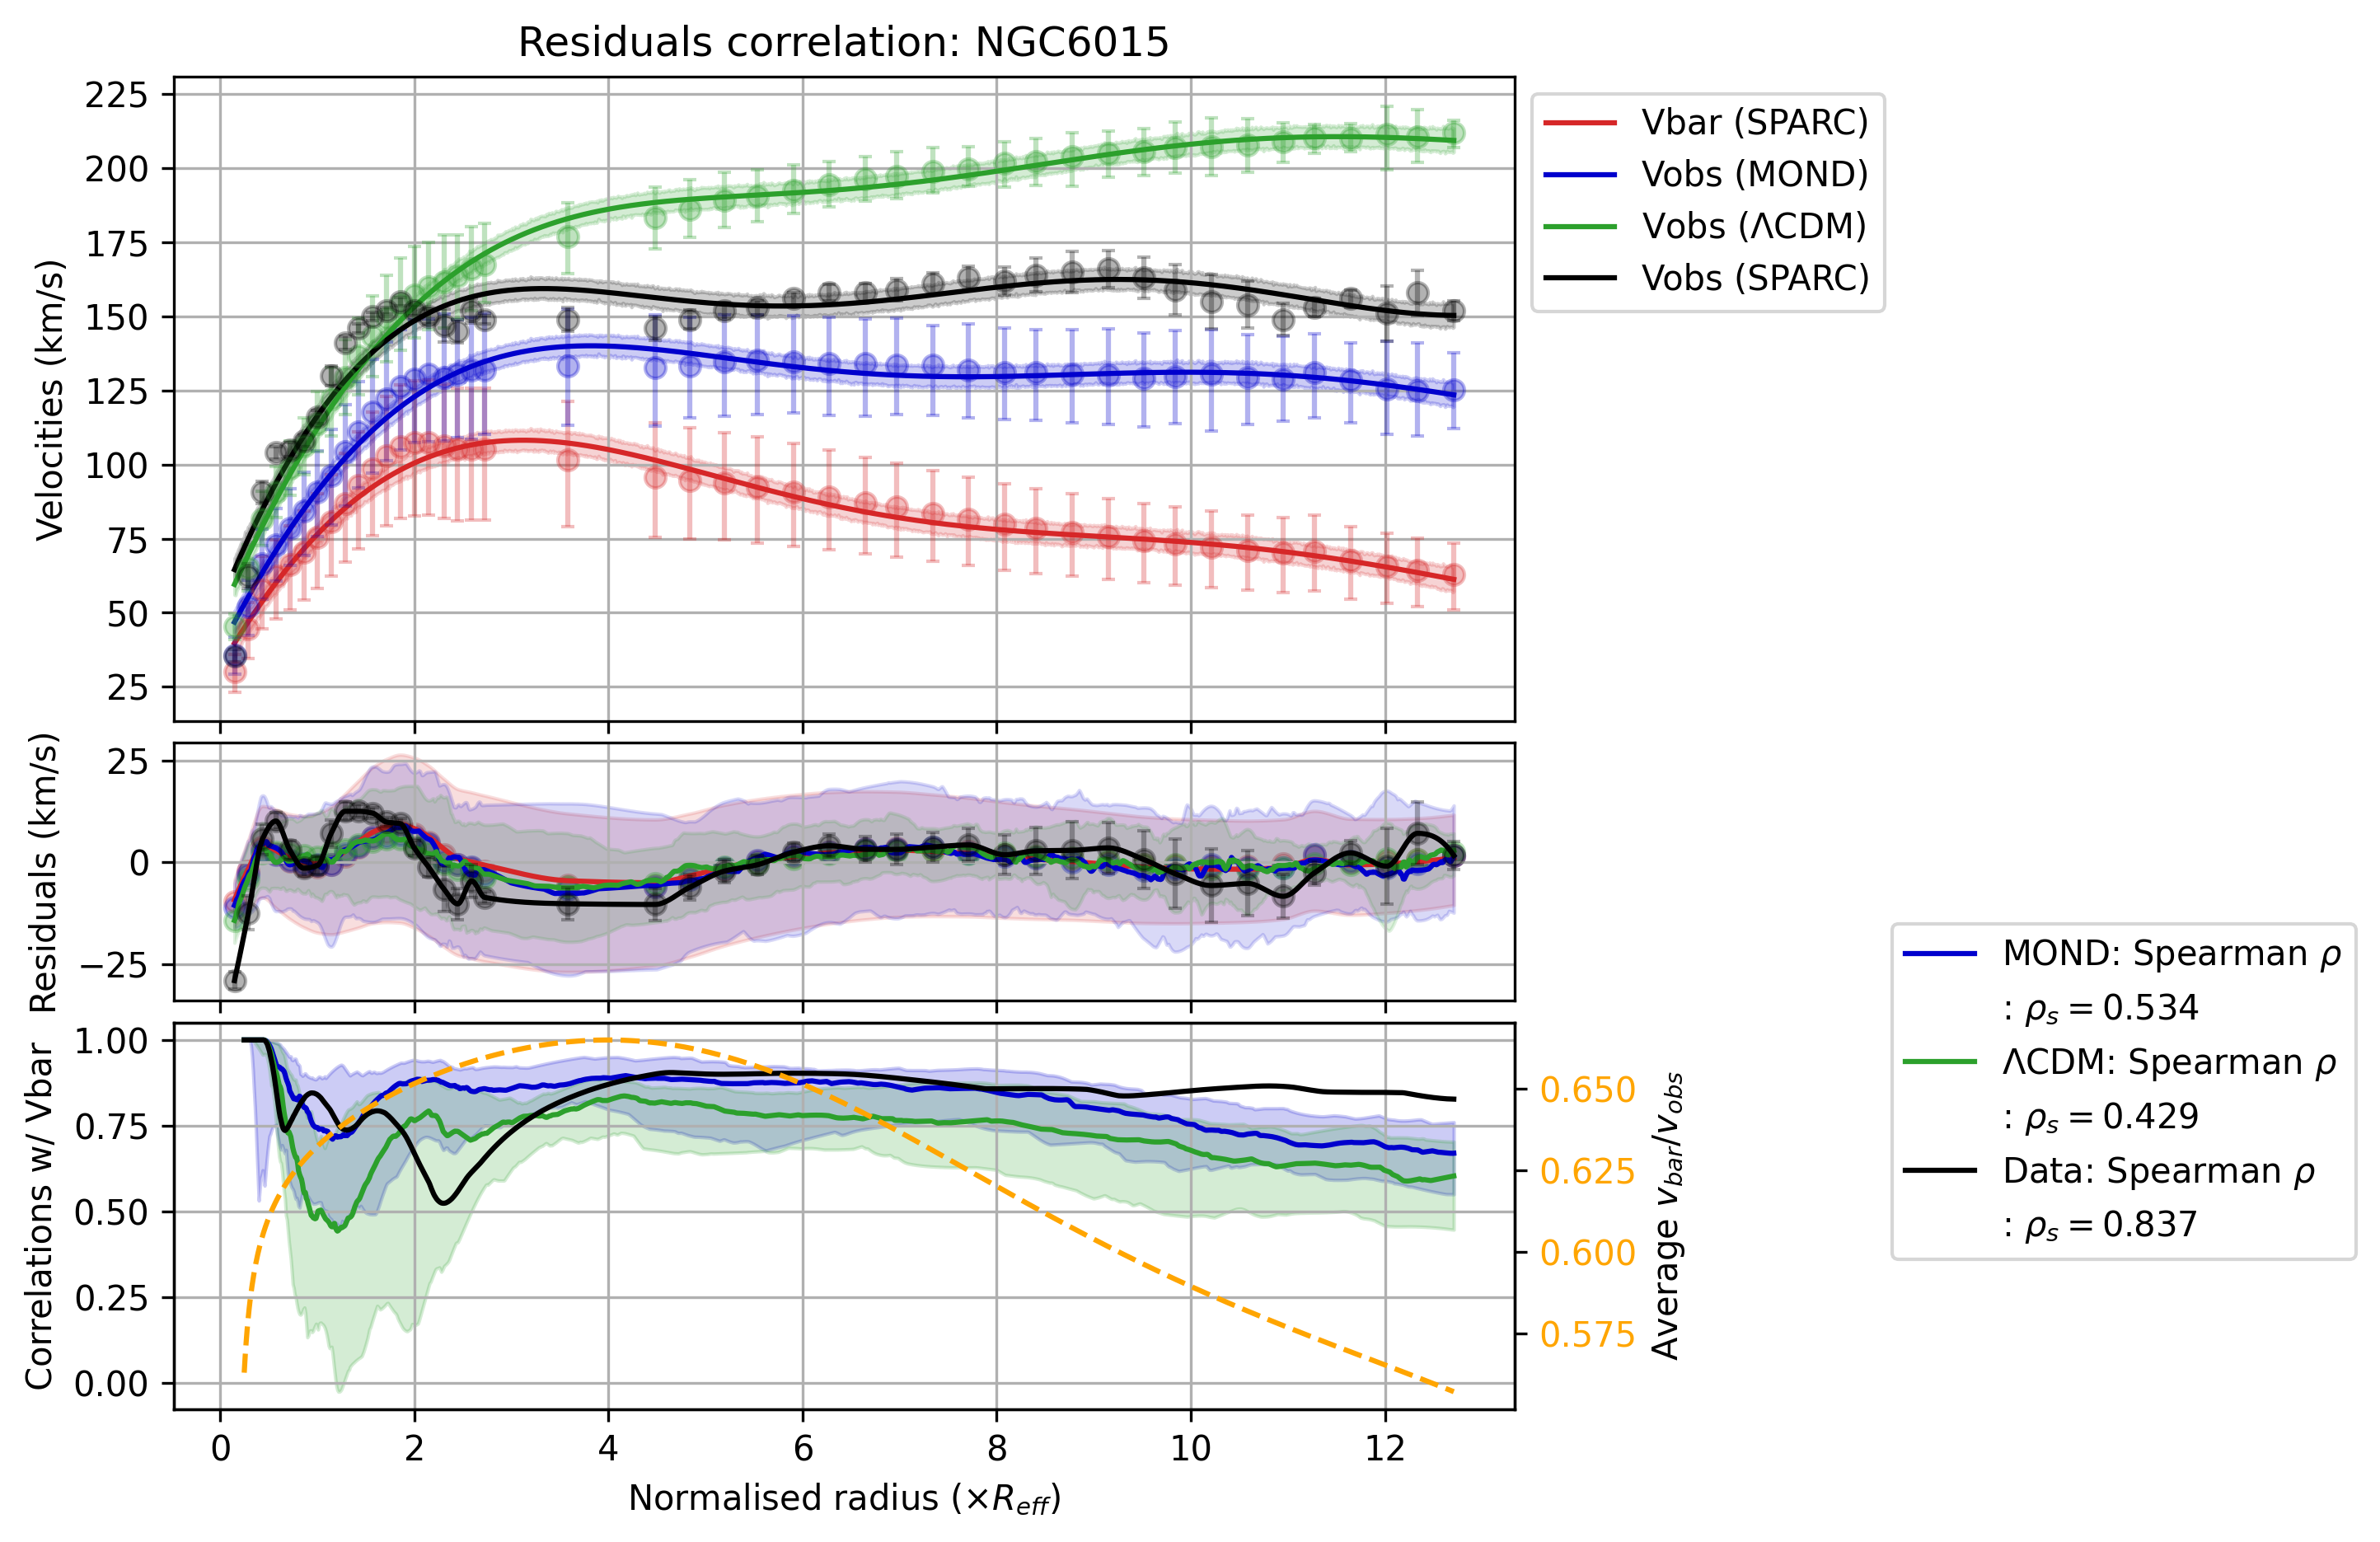 Residuals correlation: NGC6015
Velocities (km/s)
225
200
175
150
125
100
75
50
25
Vbar (SPARC)
Vobs (MOND)
Vobs (ΛCDM)
Vobs (SPARC)
Residuals (km/s)
25
0
−25
Correlations w/ Vbar
1.00
0.75
0.50
0.25
0.00
0.650
0.625
0.600
0.575
Average v_bar/v_obs
MOND: Spearman ρ
: ρ_s = 0.534
ΛCDM: Spearman ρ
: ρ_s = 0.429
Data: Spearman ρ
: ρ_s = 0.837
0 2 4 6 8 10 12
Normalised radius (×R_eff)